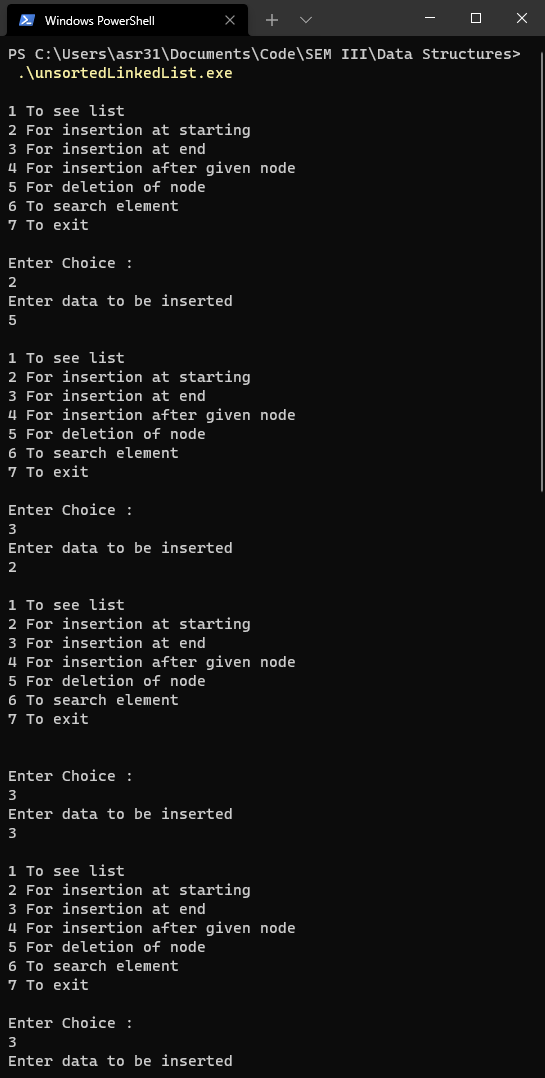 Windows PowerShell
PS C:\Users\asr31\Documents\Code\SEM III\Data Structures>
.\unsortedLinkedList.exe
1 To see list
2 For insertion at starting
3 For insertion at end
4 For insertion after given node
5 For deletion of node
6 To search element
7 To exit
Enter Choice :
2
Enter data to be inserted
5
1 To see list
2 For insertion at starting
3 For insertion at end
4 For insertion after given node
5 For deletion of node
6 To search element
7 To exit
Enter Choice :
3
Enter data to be inserted
2
1 To see list
2 For insertion at starting
3 For insertion at end
4 For insertion after given node
5 For deletion of node
6 To search element
7 To exit
Enter Choice :
3
Enter data to be inserted
3
1 To see list
2 For insertion at starting
3 For insertion at end
4 For insertion after given node
5 For deletion of node
6 To search element
7 To exit
Enter Choice :
3
Enter data to be inserted